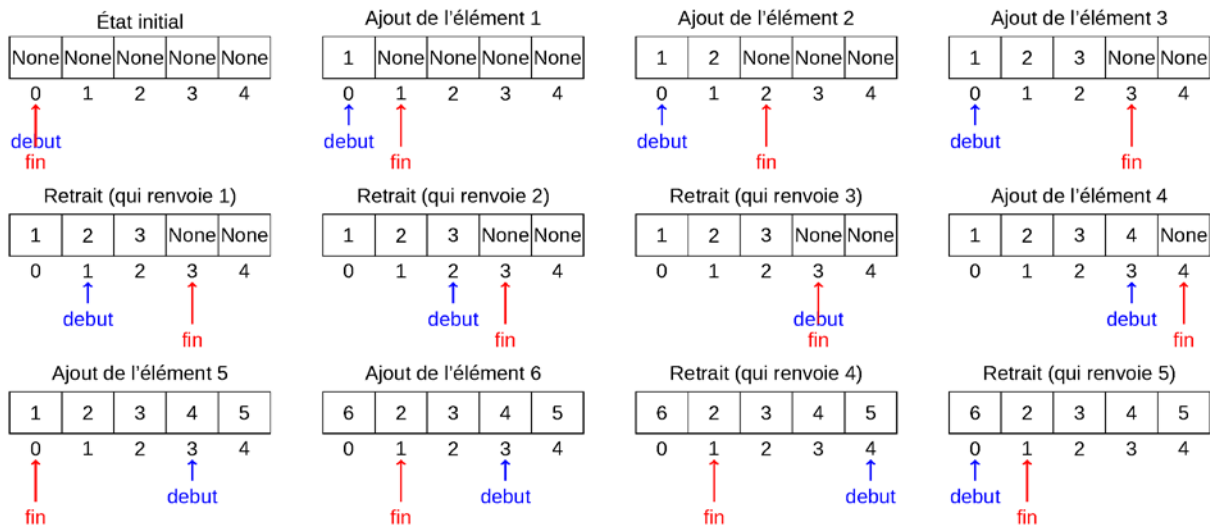 État initial
None None None None None
0 1 2 3 4
debut
fin
Ajout de l'élément 1
1 None None None None
0 1 2 3 4
debut
fin
Ajout de l'élément 2
1 2 None None None
0 1 2 3 4
debut
fin
Ajout de l'élément 3
1 2 3 None None
0 1 2 3 4
debut
fin
Retrait (qui renvoie 1)
1 2 3 None None
0 1 2 3 4
debut
fin
Retrait (qui renvoie 2)
1 2 3 None None
0 1 2 3 4
debut
fin
Retrait (qui renvoie 3)
1 2 3 None None
0 1 2 3 4
debut
fin
Ajout de l'élément 4
1 2 3 4 None
0 1 2 3 4
debut
fin
Ajout de l'élément 5
1 2 3 4 5
0 1 2 3 4
debut
fin
Ajout de l'élément 6
6 2 3 4 5
0 1 2 3 4
debut
fin
Retrait (qui renvoie 4)
6 2 3 4 5
0 1 2 3 4
debut
fin
Retrait (qui renvoie 5)
6 2 3 4 5
0 1 2 3 4
debut
fin